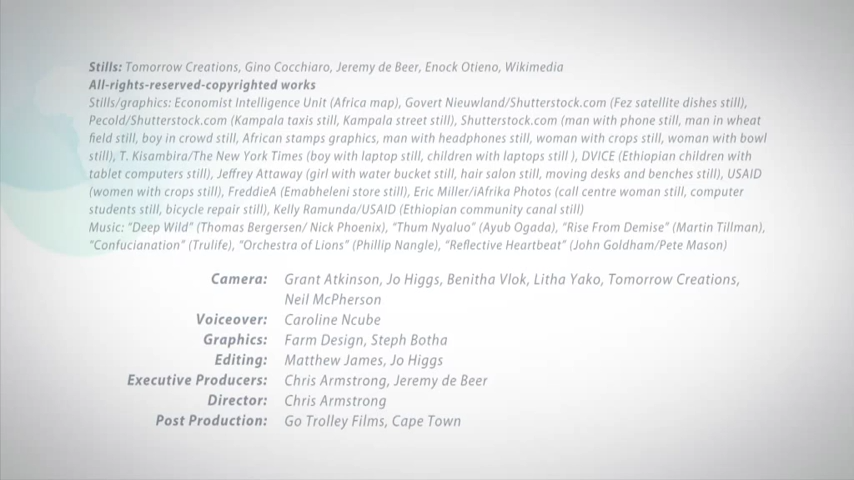 Stills: Tomorrow Creations, Gino Cocchiaro, Jeremy de Beer, Enock Otieno, Wikimedia
All-rights-reserved-copyrighted works
Stills/graphics: Economist Intelligence Unit (Africa map), Govert Nieuwland/Shutterstock.com (Fez satellite dishes still),
Pecold/Shutterstock.com (Kampala taxis still, Kampala street still), Shutterstock.com (man with phone still, man in wheat
field still, boy in crowd still, African stamps graphics, man with headphones still, woman with crops still, woman with bowl
still), T. Kisambira/The New York Times (boy with laptop still, children with laptops still ), DVICE (Ethiopian children with
tablet computers still), Jeffrey Attaway (girl with water bucket still, hair salon still, moving desks and benches still), USAID
(women with crops still), FreddieA (Emabheleni store still), Eric Miller/iAfrika Photos (call centre woman still, computer
students still, bicycle repair still), Kelly Ramunda/USAID (Ethiopian community canal still)
Music: "Deep Wild" (Thomas Bergersen/ Nick Phoenix), "Thum Nyaluo" (Ayub Ogada), "Rise From Demise" (Martin Tillman),
"Confucianation" (Trulife), "Orchestra of Lions" (Phillip Nangle), "Reflective Heartbeat" (John Goldham/Pete Mason)
Camera: Grant Atkinson, Jo Higgs, Benitha Vlok, Litha Yako, Tomorrow Creations,
Neil McPherson
Voiceover: Caroline Ncube
Graphics: Farm Design, Steph Botha
Editing: Matthew James, Jo Higgs
Executive Producers: Chris Armstrong, Jeremy de Beer
Director: Chris Armstrong
Post Production: Go Trolley Films, Cape Town